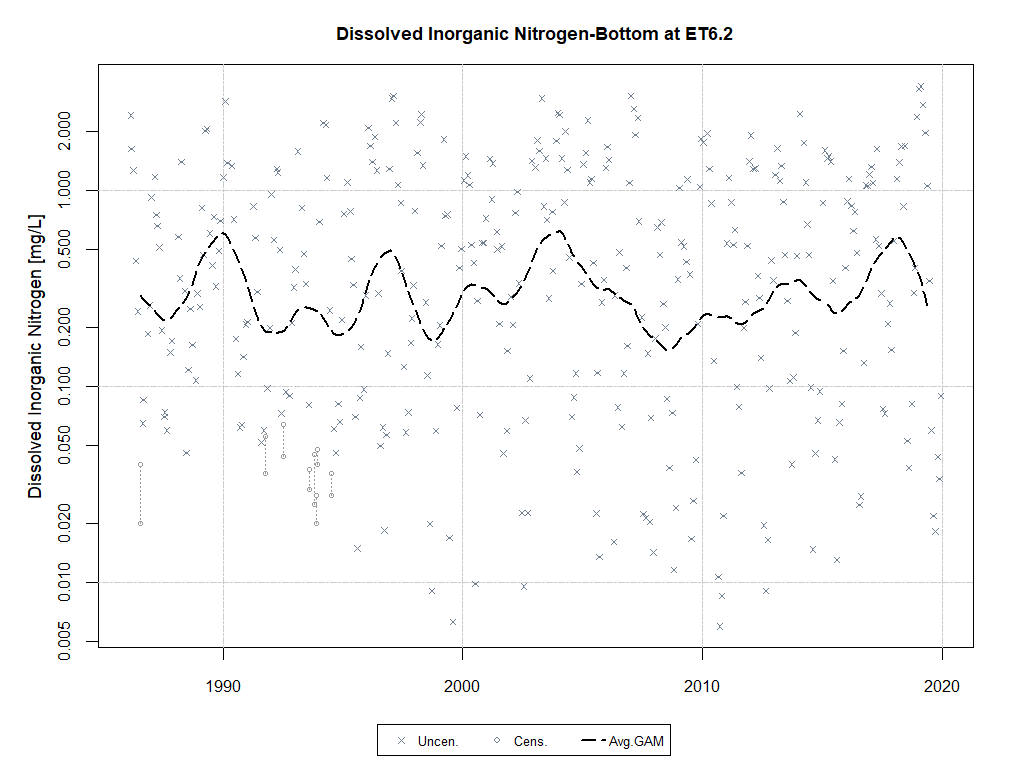 Dissolved Inorganic Nitrogen-Bottom at ET6.2
Dissolved Inorganic Nitrogen [mg/L]
2.000
1.000
0.500
0.200
0.100
0.050
0.020
0.010
0.005
1990 2000 2010 2020
Uncen. Cens. Avg.GAM